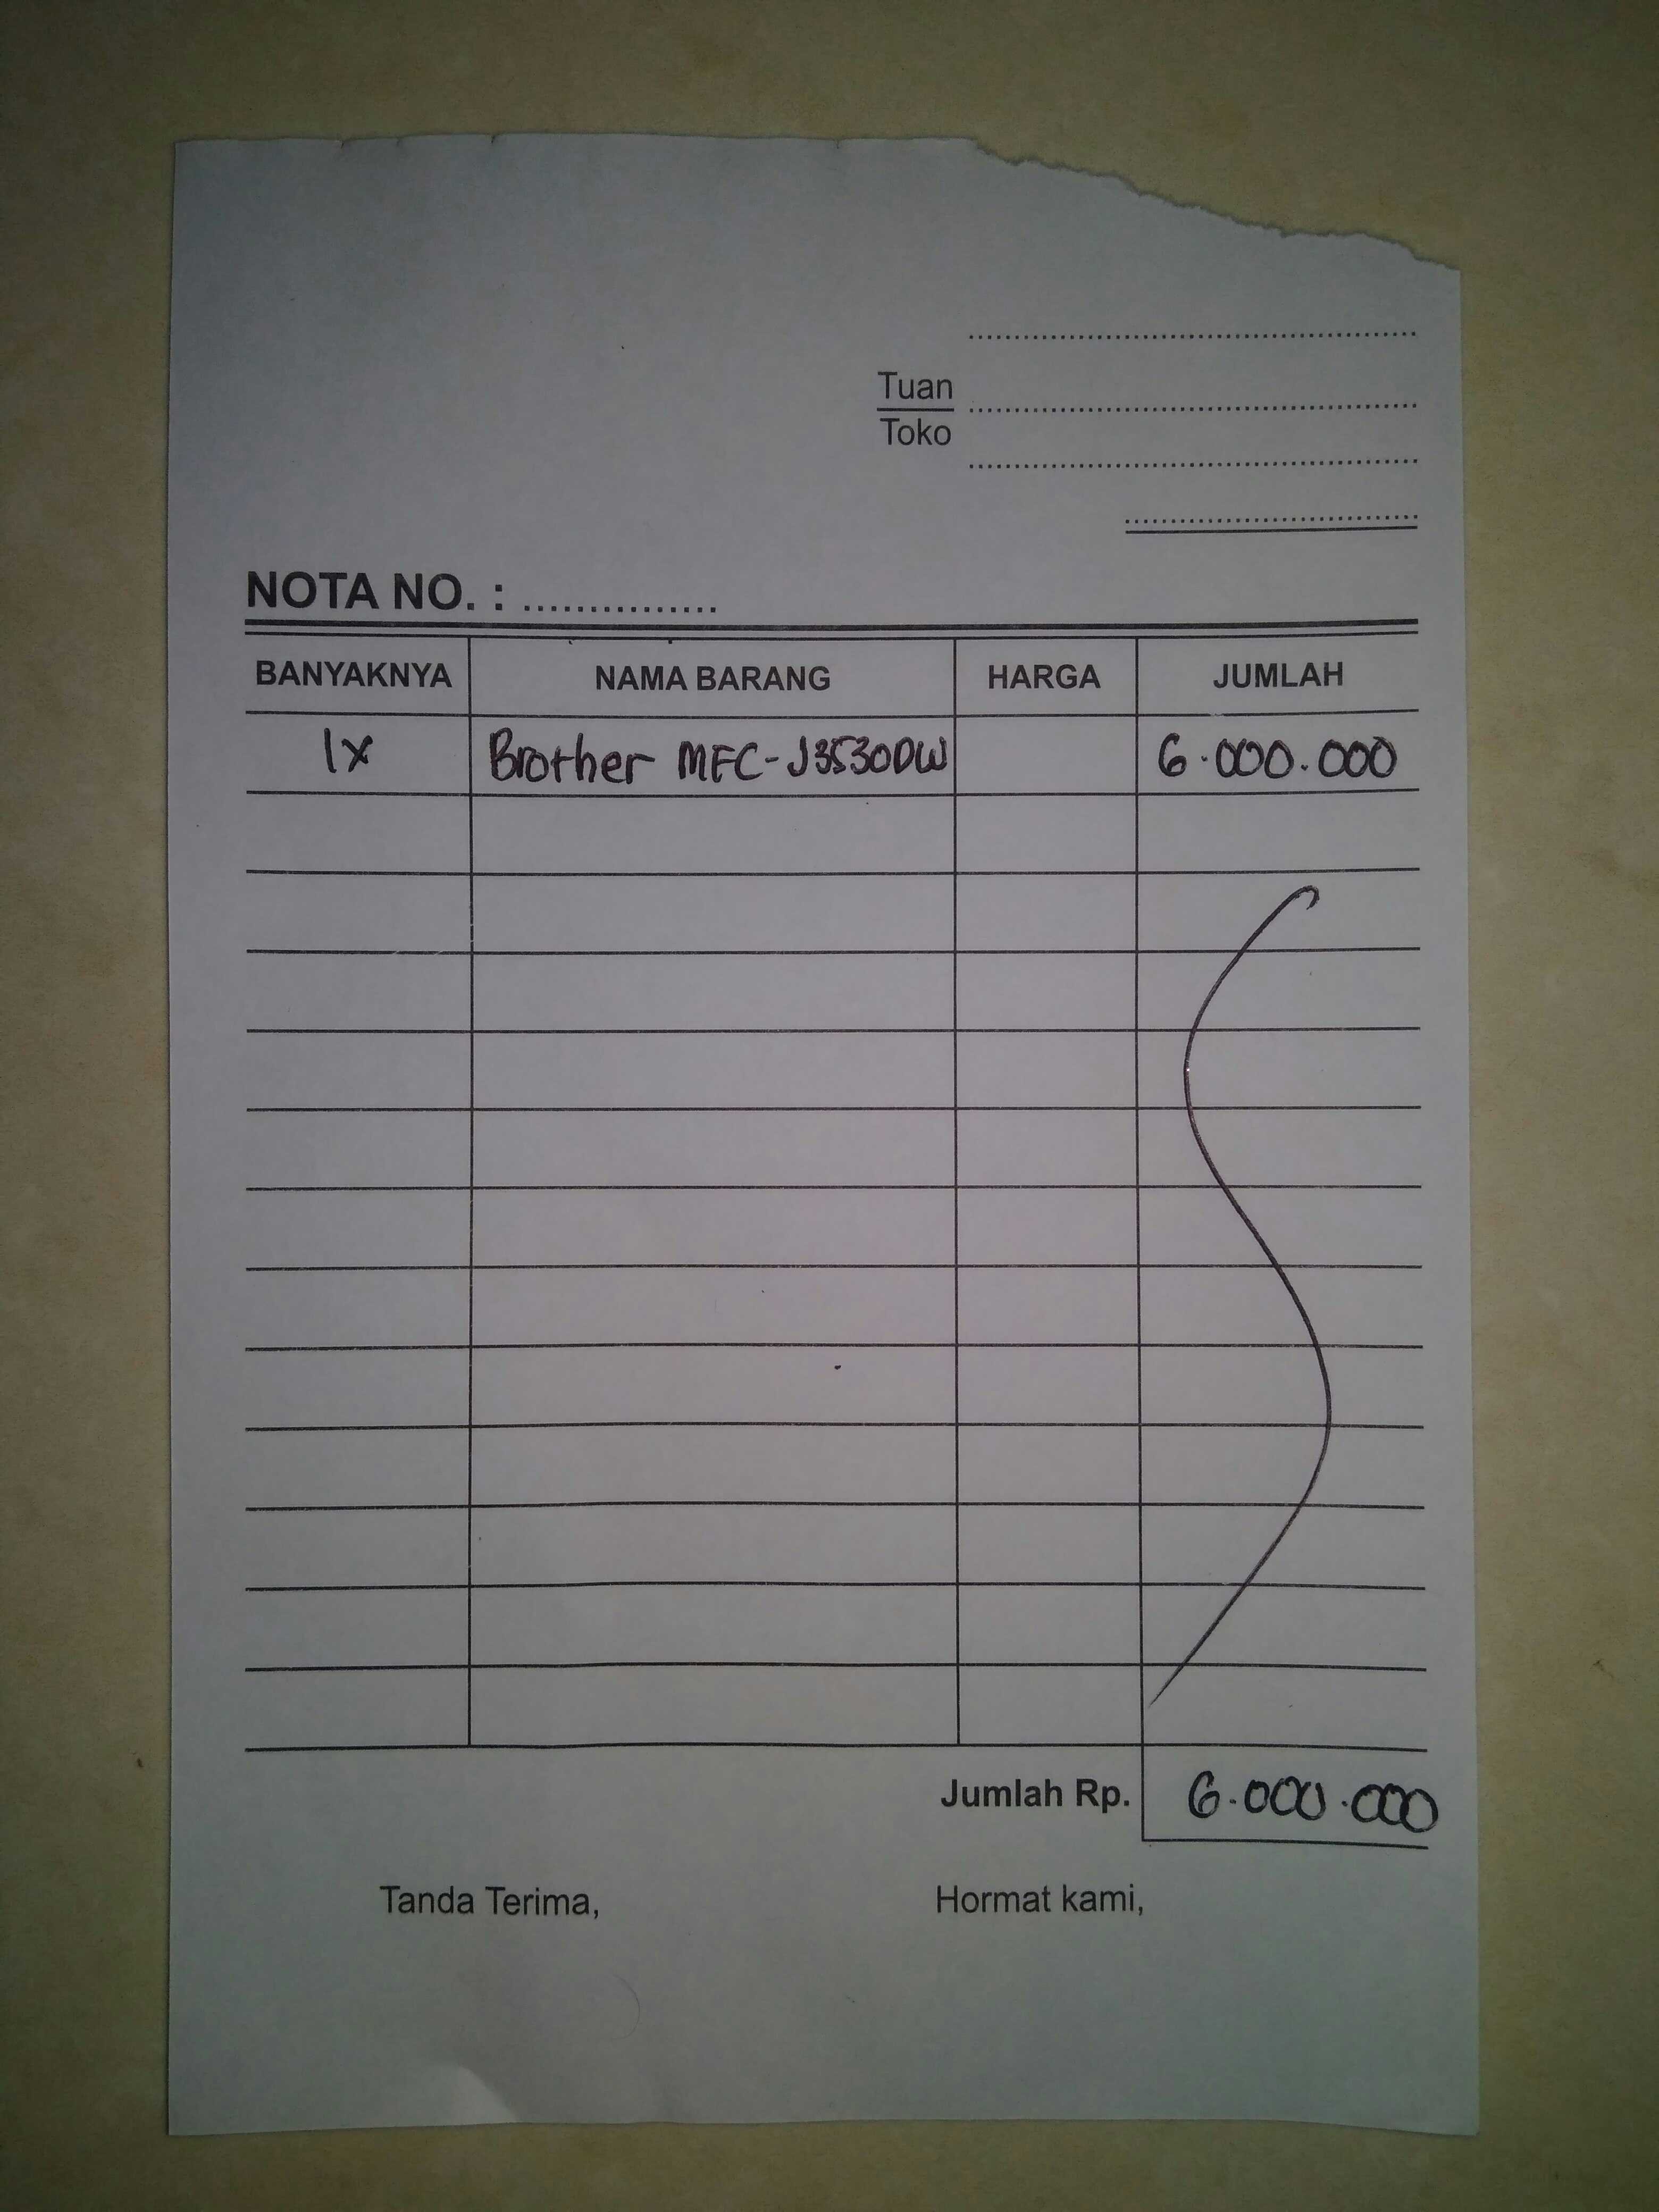 Tuan
Toko
NOTA NO. : ...............
BANYAKNYA NAMA BARANG HARGA JUMLAH
1x Brother MFC-J3530DW 6.000.000
Jumlah Rp. 6.000.000
Tanda Terima, Hormat kami,